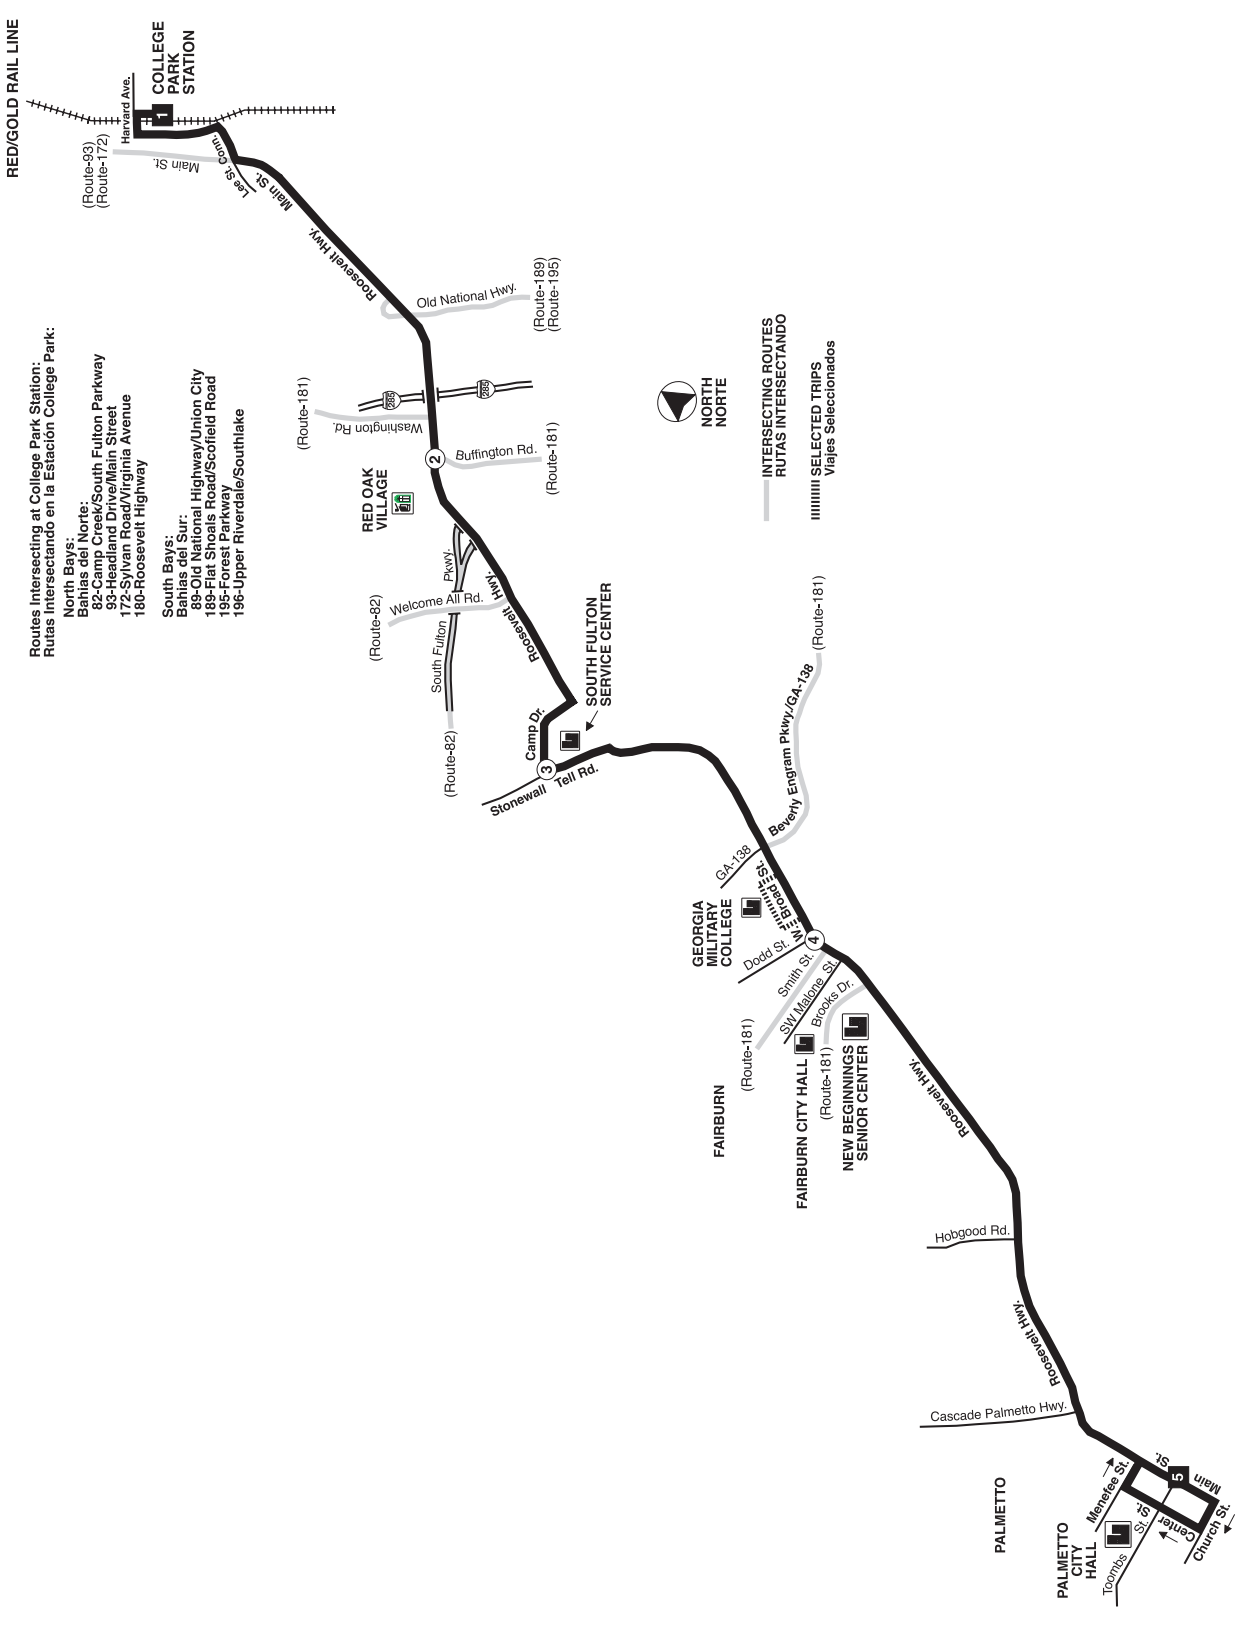 RED/GOLD RAIL LINE
Routes Intersecting at College Park Station:
Rutas Intersectando en la Estación College Park:
North Bays:
Bahias del Norte:
82-Camp Creek/South Fulton Parkway
93-Headland Drive/Main Street
172-Sylvan Road/Virginia Avenue
180-Roosevelt Highway
South Bays:
Bahias del Sur:
89-Old National Highway/Union City
189-Flat Shoals Road/Scofield Road
195-Forest Parkway
196-Upper Riverdale/Southlake
Harvard Ave.
COLLEGE
PARK
STATION
1
(Route-93)
(Route-172)
Main St.
Lee St. Conn.
Main St.
Roosevelt Hwy.
Old National Hwy.
(Route-189)
(Route-195)
285
285
(Route-181)
Washington Rd.
2
Buffington Rd.
(Route-181)
RED OAK
VILLAGE
Pkwy.
South Fulton
(Route-82)
Welcome All Rd.
(Route-82)
Roosevelt Hwy.
SOUTH FULTON
SERVICE CENTER
Camp Dr.
3
Stonewall Tell Rd.
NORTH
NORTE
INTERSECTING ROUTES
RUTAS INTERSECTANDO
SELECTED TRIPS
Viajes Seleccionados
(Route-181)
Beverly Engram Pkwy./GA-138
GA-138
W. Broad St.
GEORGIA
MILITARY
COLLEGE
4
Dodd St.
Smith St.
SW Malone St.
Brooks Dr.
(Route-181)
(Route-181)
FAIRBURN
FAIRBURN CITY HALL
NEW BEGINNINGS
SENIOR CENTER
Roosevelt Hwy.
Hobgood Rd.
Roosevelt Hwy.
Cascade Palmetto Hwy.
PALMETTO
PALMETTO
CITY
HALL
Menefee St.
Main St.
5
Center St.
Toombs St.
Church St.